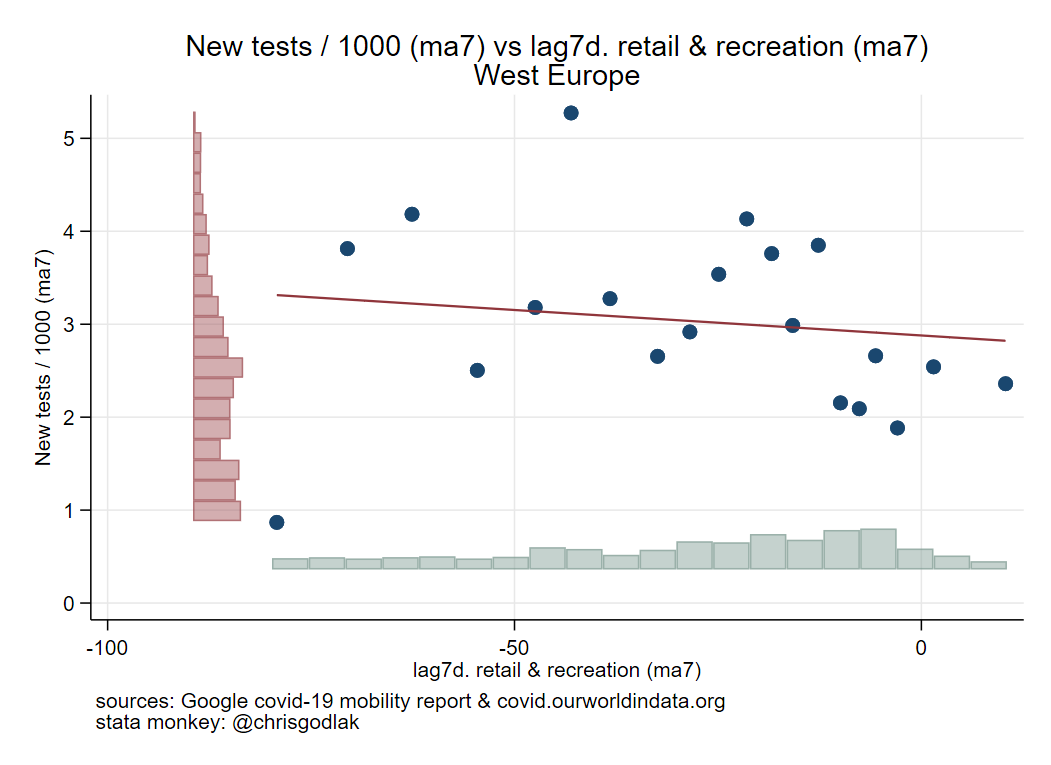 New tests / 1000 (ma7) vs lag7d. retail & recreation (ma7)
West Europe
New tests / 1000 (ma7)
5
4
3
2
1
0
-100
-50
0
lag7d. retail & recreation (ma7)
sources: Google covid-19 mobility report & covid.ourworldindata.org
stata monkey: @chrisgodlak